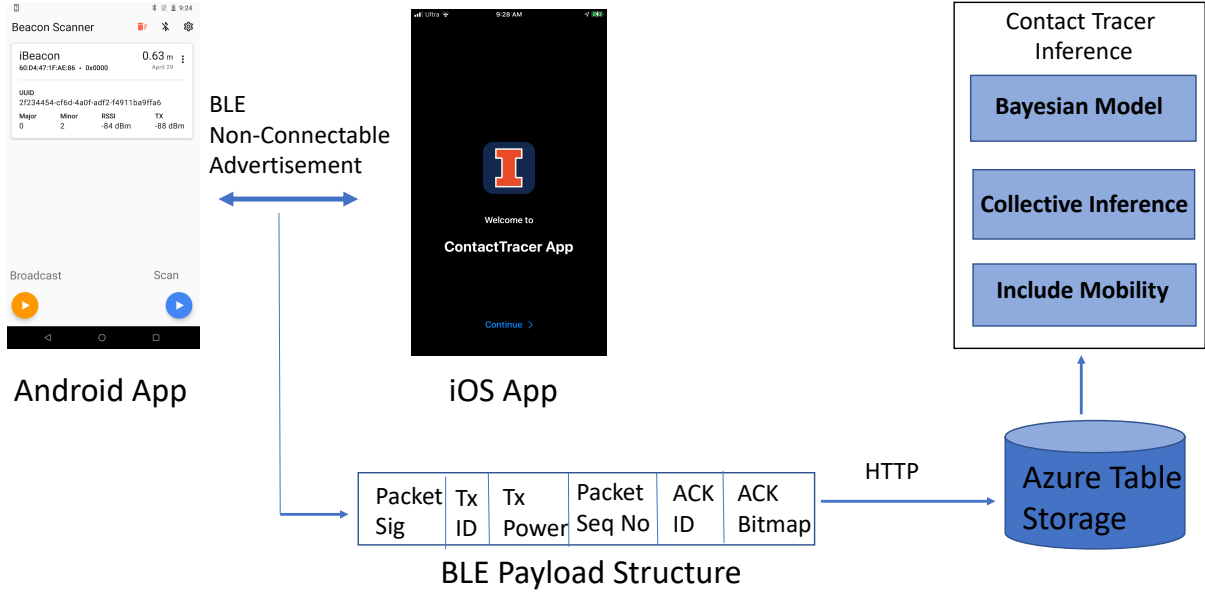 9:24
Beacon Scanner
iBeacon
0.63 m
60:D4:47:1F:AE:86 • 0x0000
April 29
UUID
2f234454-cf6d-4a0f-adf2-f4911ba9ffa6
Major Minor RSSI TX
0 2 -84 dBm -88 dBm
Broadcast
Scan
Android App
BLE
Non-Connectable
Advertisement
Ultra
9:28 AM
I
Welcome to
ContactTracer App
Continue >
iOS App
Contact Tracer
Inference
Bayesian Model
Collective Inference
Include Mobility
Packet
Sig
Tx
ID
Tx
Power
Packet
Seq No
ACK
ID
ACK
Bitmap
BLE Payload Structure
HTTP
Azure Table
Storage